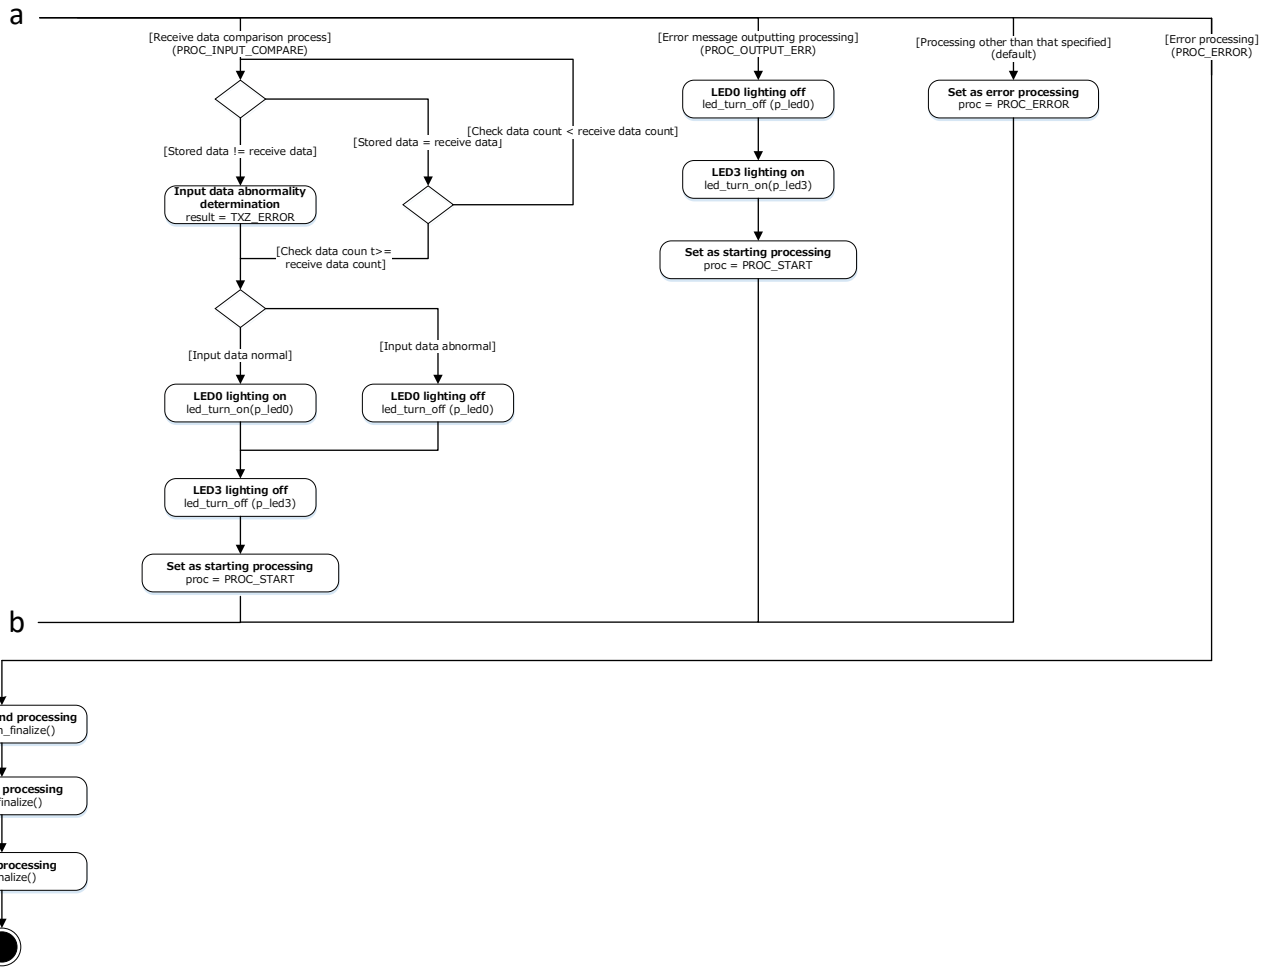 a
[Receive data comparison process]
(PROC_INPUT_COMPARE)
[Error message outputting processing]
(PROC_OUTPUT_ERR)
[Processing other than that specified]
(default)
[Error processing]
(PROC_ERROR)
LED0 lighting off
led_turn_off (p_led0)
Set as error processing
proc = PROC_ERROR
[Check data count < receive data count]
[Stored data = receive data]
[Stored data != receive data]
Input data abnormality
determination
result = TXZ_ERROR
LED3 lighting on
led_turn_on(p_led3)
[Check data coun t>=
receive data count]
Set as starting processing
proc = PROC_START
[Input data normal]
[Input data abnormal]
LED0 lighting on
led_turn_on(p_led0)
LED0 lighting off
led_turn_off (p_led0)
LED3 lighting off
led_turn_off (p_led3)
Set as starting processing
proc = PROC_START
b
nd processing
_finalize()
processing
finalize()
processing
nalize()